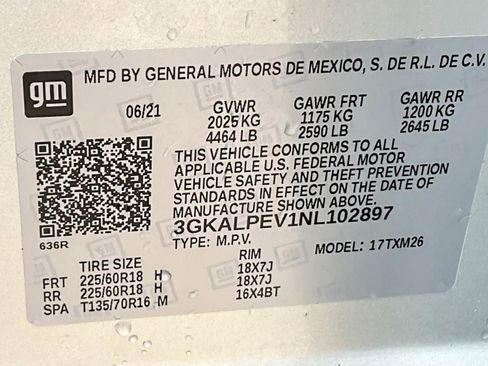 gm
MFD BY GENERAL MOTORS DE MEXICO, S. DE R.L. DE C.V.
06/21 GVWR GAWR FRT GAWR RR
2025 KG 1175 KG 1200 KG
4464 LB 2590 LB 2645 LB
THIS VEHICLE CONFORMS TO ALL
APPLICABLE U.S. FEDERAL MOTOR
VEHICLE SAFETY AND THEFT PREVENTION
STANDARDS IN EFFECT ON THE DATE OF
MANUFACTURE SHOWN ABOVE.
3GKALPEV1NL102897
TYPE: M.P.V. MODEL: 17TXM26
636R
TIRE SIZE RIM
FRT 225/60R18 H 18X7J
RR 225/60R18 H 18X7J
SPA T135/70R16 M 16X4BT